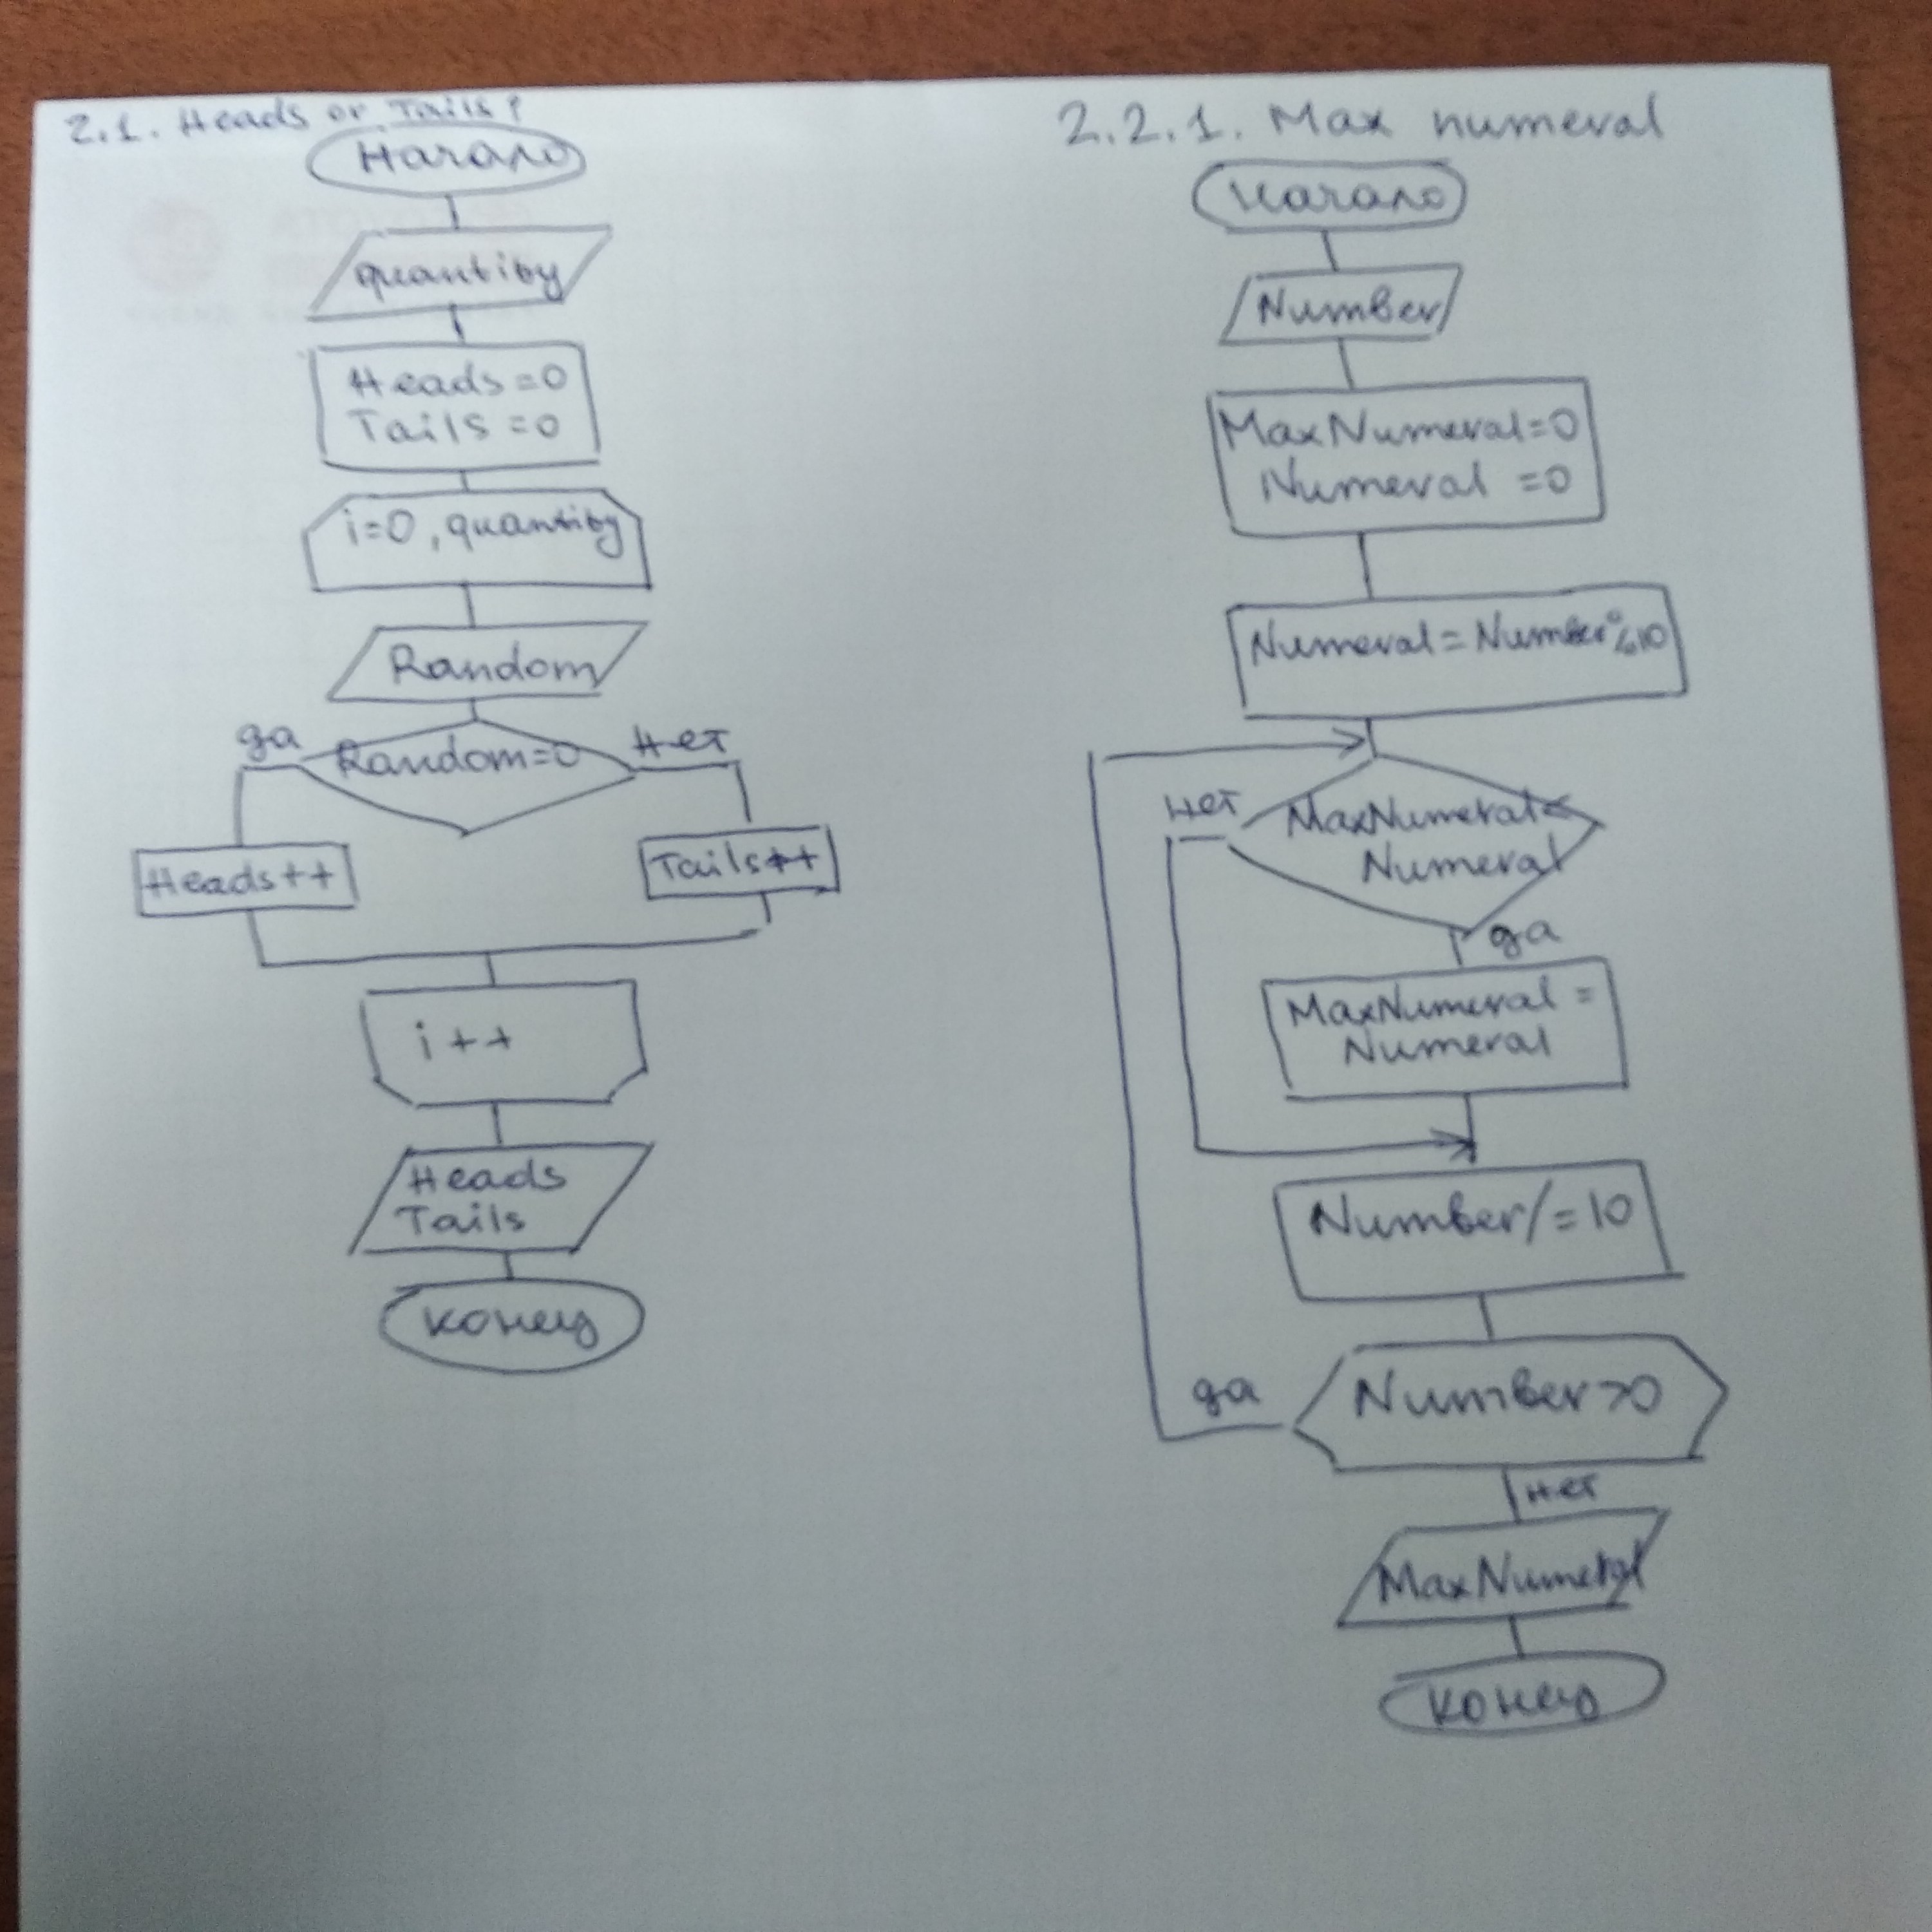 2.1. Heads or Tails?
Начало
quantity
Heads =0
Tails =0
i=0, quantity
Random
да
Random=0
нет
Heads++
Tails++
i++
Heads
Tails
конец
2.2.1. Max numeral
Начало
Number
MaxNumeral=0
Numeral =0
Numeral = Number%10
нет
MaxNumeral<
Numeral
да
MaxNumeral =
Numeral
Number/=10
да
Number>0
нет
MaxNumeral
конец